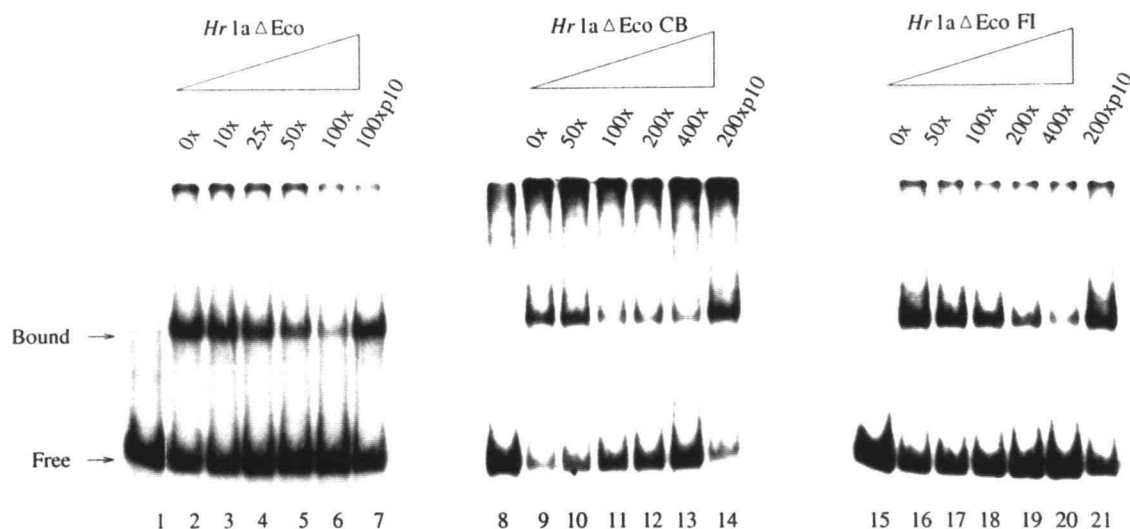 Hr 1a △ Eco
Hr 1a △ Eco CB
Hr 1a △ Eco FI
0x 10x 25x 50x 100x 100xp10
0x 50x 100x 200x 400x 200xp10
0x 50x 100x 200x 400x 200xp10
Bound →
Free →
1 2 3 4 5 6 7 8 9 10 11 12 13 14 15 16 17 18 19 20 21